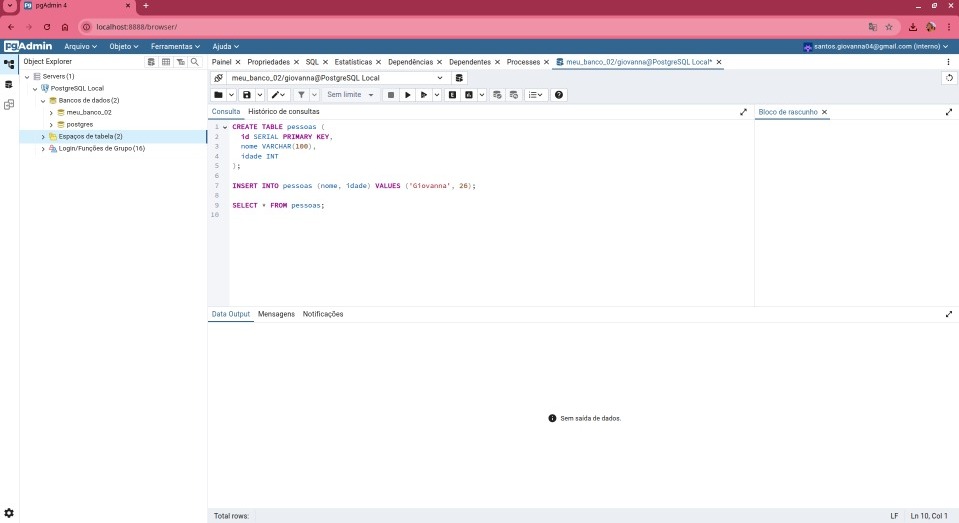 pgAdmin 4
localhost:8888/browser/
pgAdmin Arquivo Objeto Ferramentas Ajuda santos.giovanna04@gmail.com (interno)
Object Explorer
Painel Propriedades SQL Estatísticas Dependências Dependentes Processos meu_banco_02/giovanna@PostgreSQL Local*
Servers (1)
PostgreSQL Local
Bancos de dados (2)
meu_banco_02
postgres
Espaços de tabela (2)
Login/Funções de Grupo (16)
meu_banco_02/giovanna@PostgreSQL Local
Sem limite
Consulta Histórico de consultas
Bloco de rascunho
1 CREATE TABLE pessoas (
2 id SERIAL PRIMARY KEY,
3 nome VARCHAR(100),
4 idade INT
5 );
6
7 INSERT INTO pessoas (nome, idade) VALUES ('Giovanna', 26);
8
9 SELECT * FROM pessoas;
10
Data Output Mensagens Notificações
Sem saída de dados.
Total rows:
LF Ln 10, Col 1